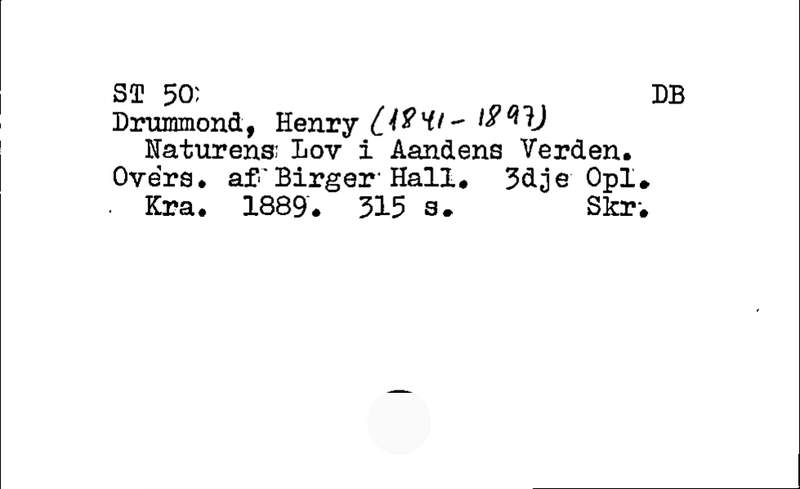 ST 50 DB
Drummond, Henry (1841-1897)
Naturens Lov i Aandens Verden.
Overs. af Birger Hall. 3dje Opl.
Kra. 1889. 315 s. Skr.